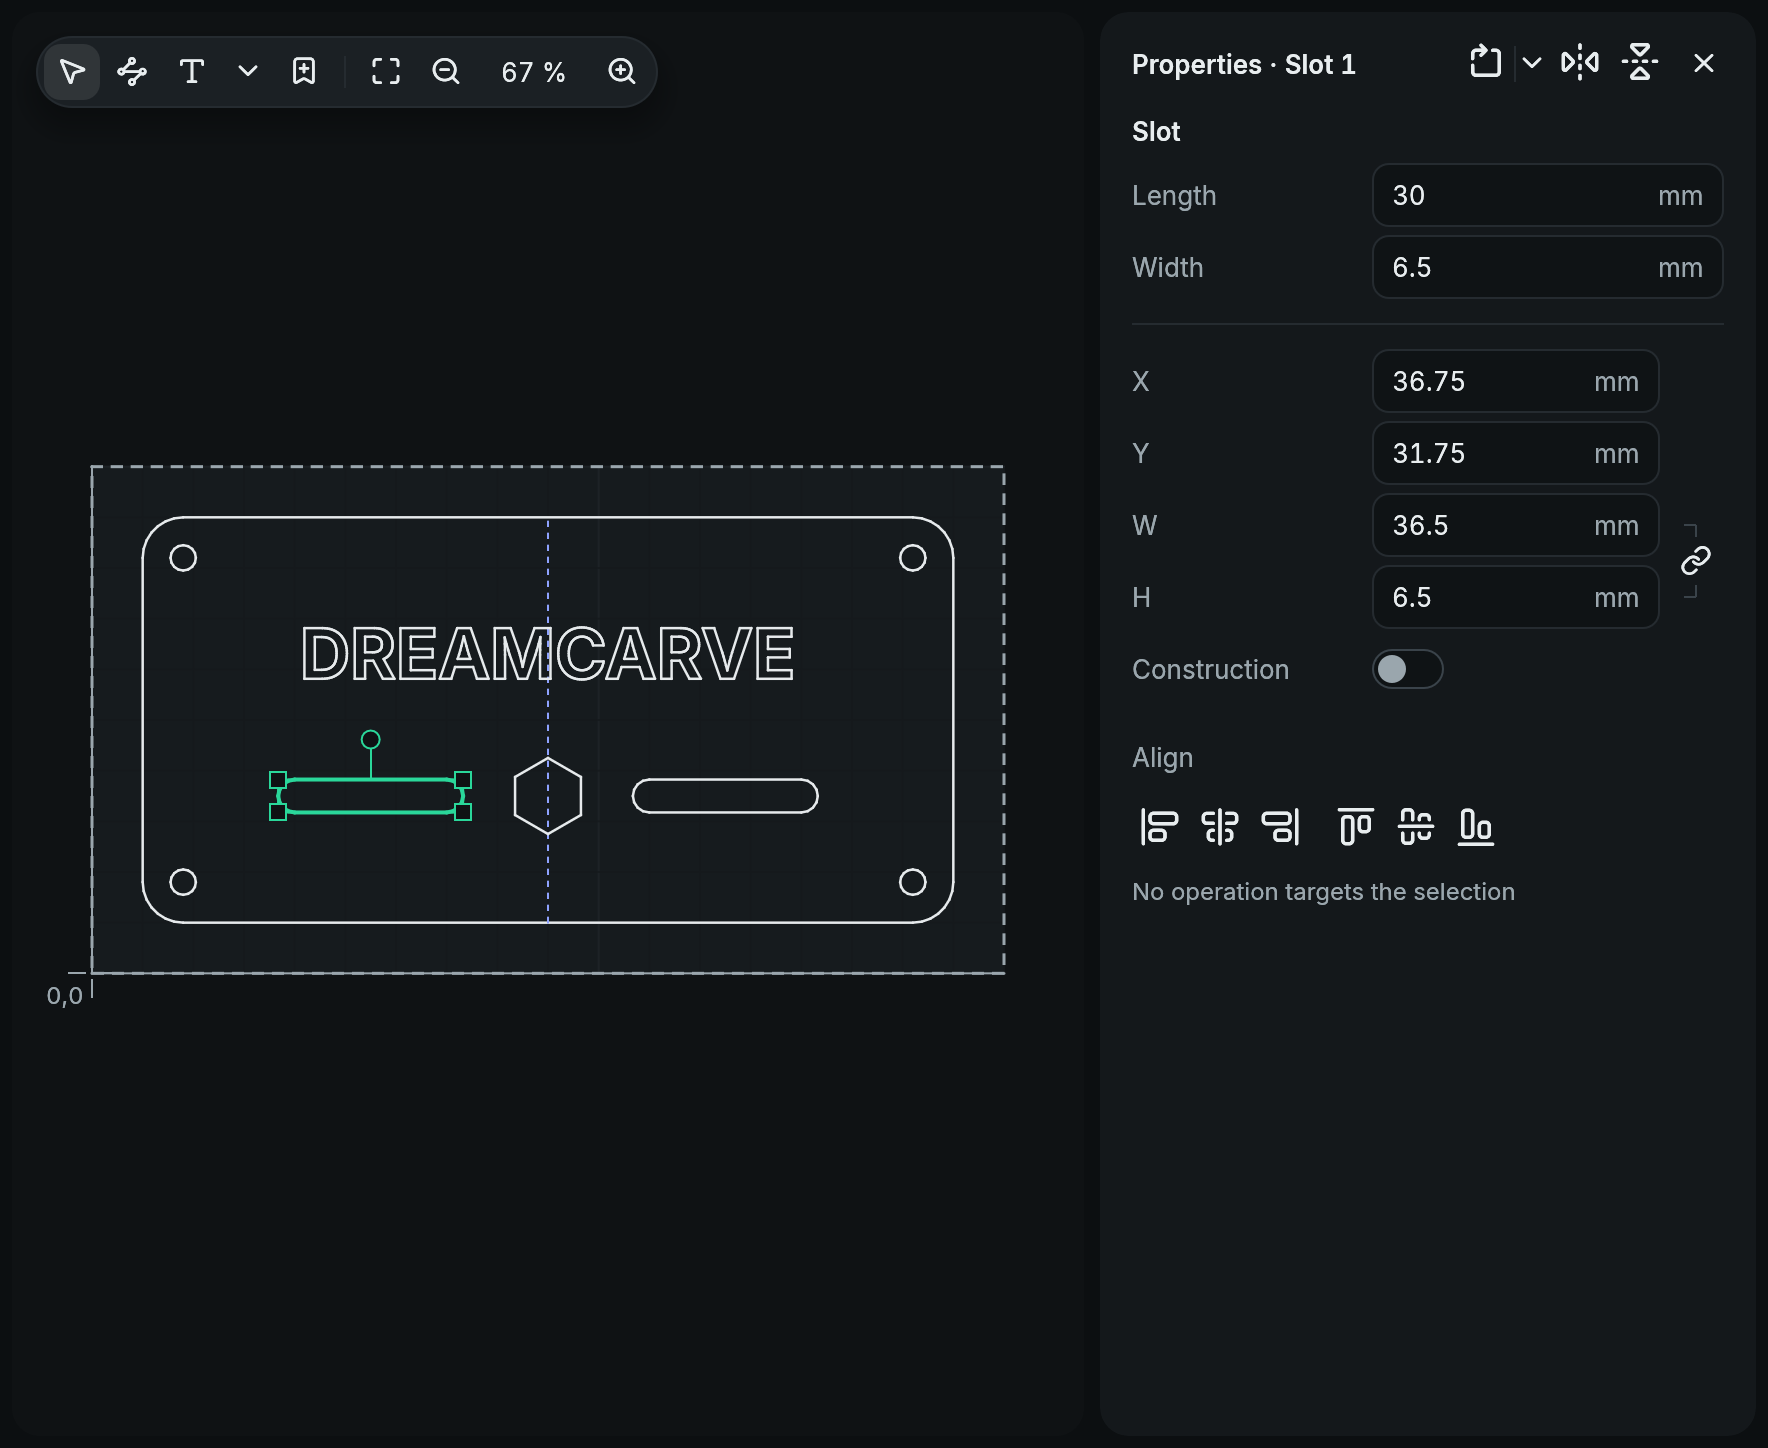 67 %
Properties · Slot 1
Slot
Length 30 mm
Width 6.5 mm
X 36.75 mm
Y 31.75 mm
W 36.5 mm
H 6.5 mm
Construction
Align
No operation targets the selection
DREAMCARVE
0,0